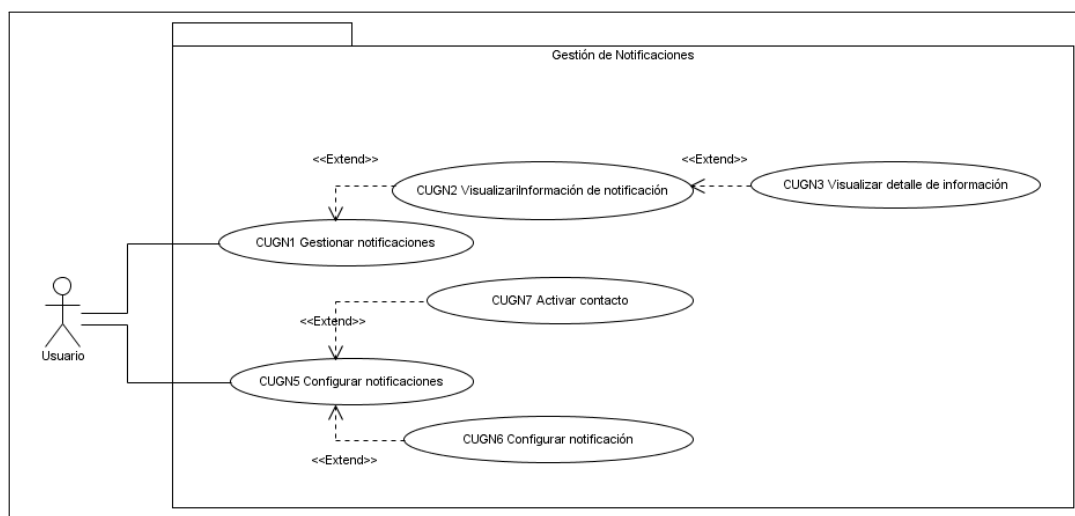 Gestión de Notificaciones
<<Extend>>
<<Extend>>
CUGN2 VisualizariInformación de notificación
CUGN3 Visualizar detalle de información
CUGN1 Gestionar notificaciones
CUGN7 Activar contacto
<<Extend>>
Usuario
CUGN5 Configurar notificaciones
CUGN6 Configurar notificación
<<Extend>>